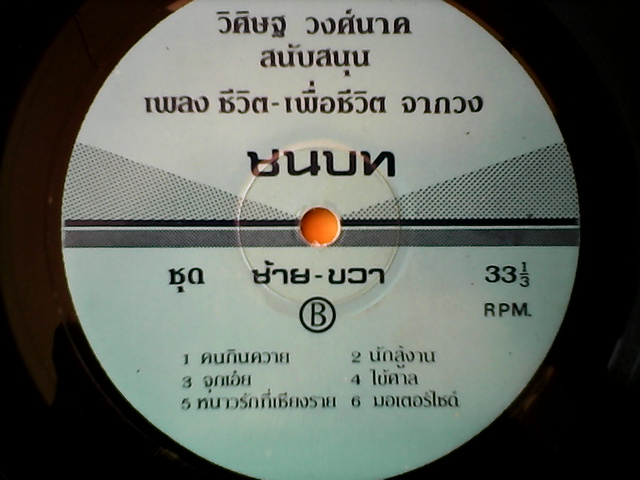 วิศิษฐ วงศ์นาค
สนับสนุน
เพลง ชีวิต-เพื่อชีวิต จากวง
ชนบท
ชุด ซ้าย-ขวา 33⅓
RPM.
B
1 คนกินควาย 2 นักสู้งาน
3 จุกเอ๋ย 4 ไข้ศาล
5 หนาวรักที่เชียงราย 6 มอเตอร์ไซด์